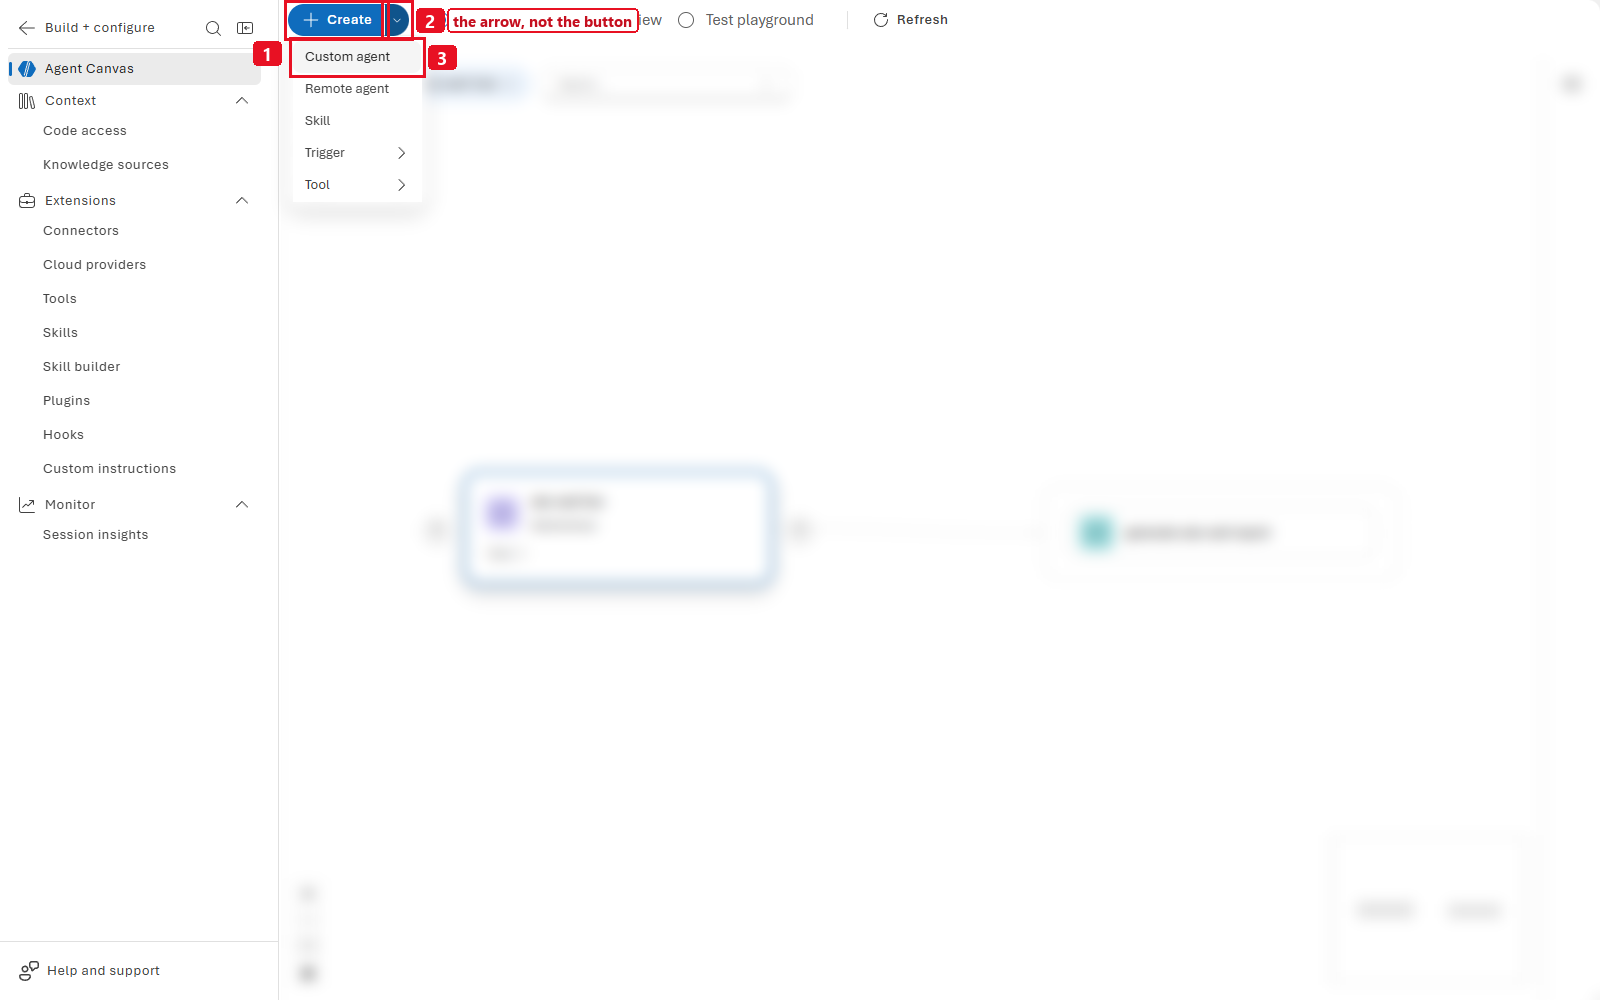 Build + configure
Agent Canvas
Context
Code access
Knowledge sources
Extensions
Connectors
Cloud providers
Tools
Skills
Skill builder
Plugins
Hooks
Custom instructions
Monitor
Session insights
Help and support
1
Create
2
the arrow, not the button
Test playground
Refresh
Custom agent
3
Remote agent
Skill
Trigger
Tool